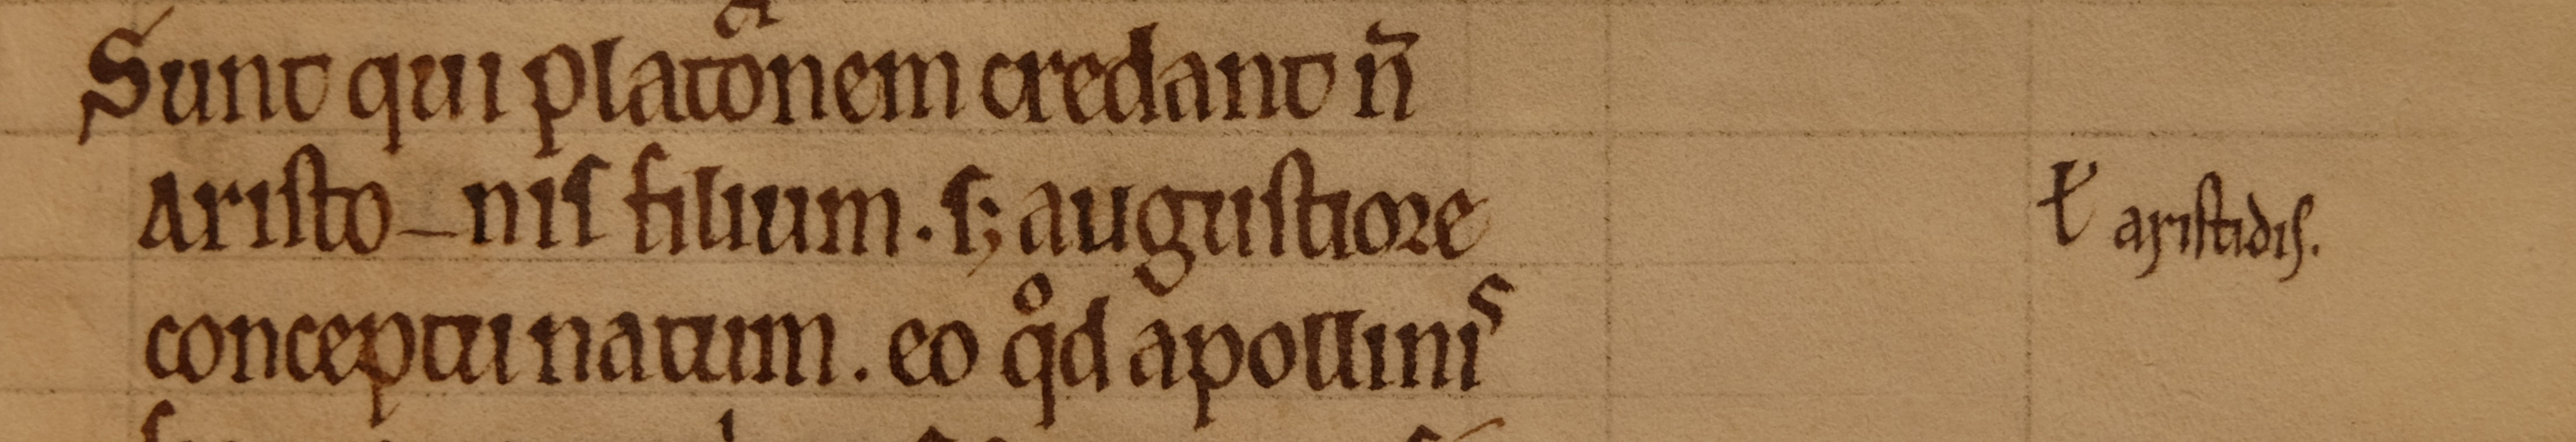 Sunt qui platonem credant n̄
Aristo-nis filium. s; augustiore
ł aristidis.
conceptu natum. eo qͦd apollinis